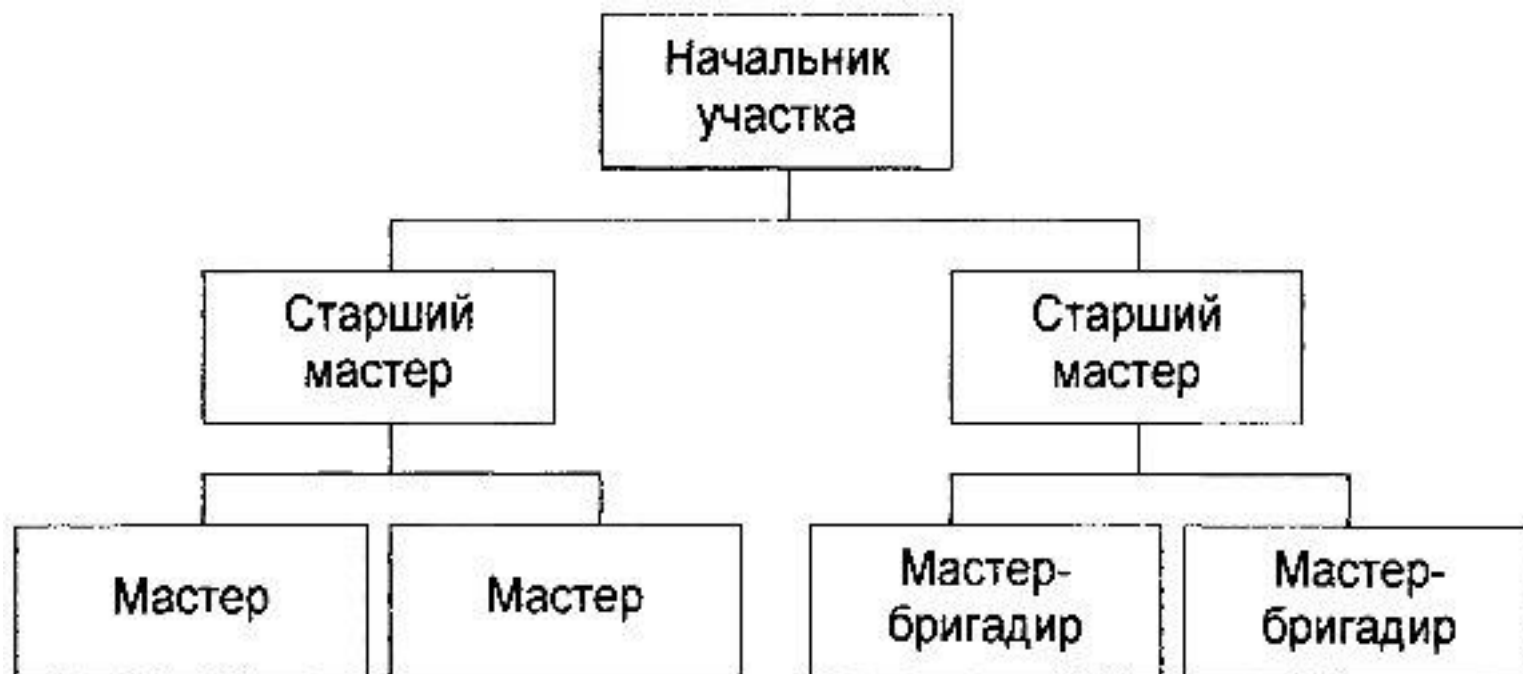 Начальник
участка
Старший
мастер
Старший
мастер
Мастер
Мастер
Мастер-
бригадир
Мастер-
бригадир